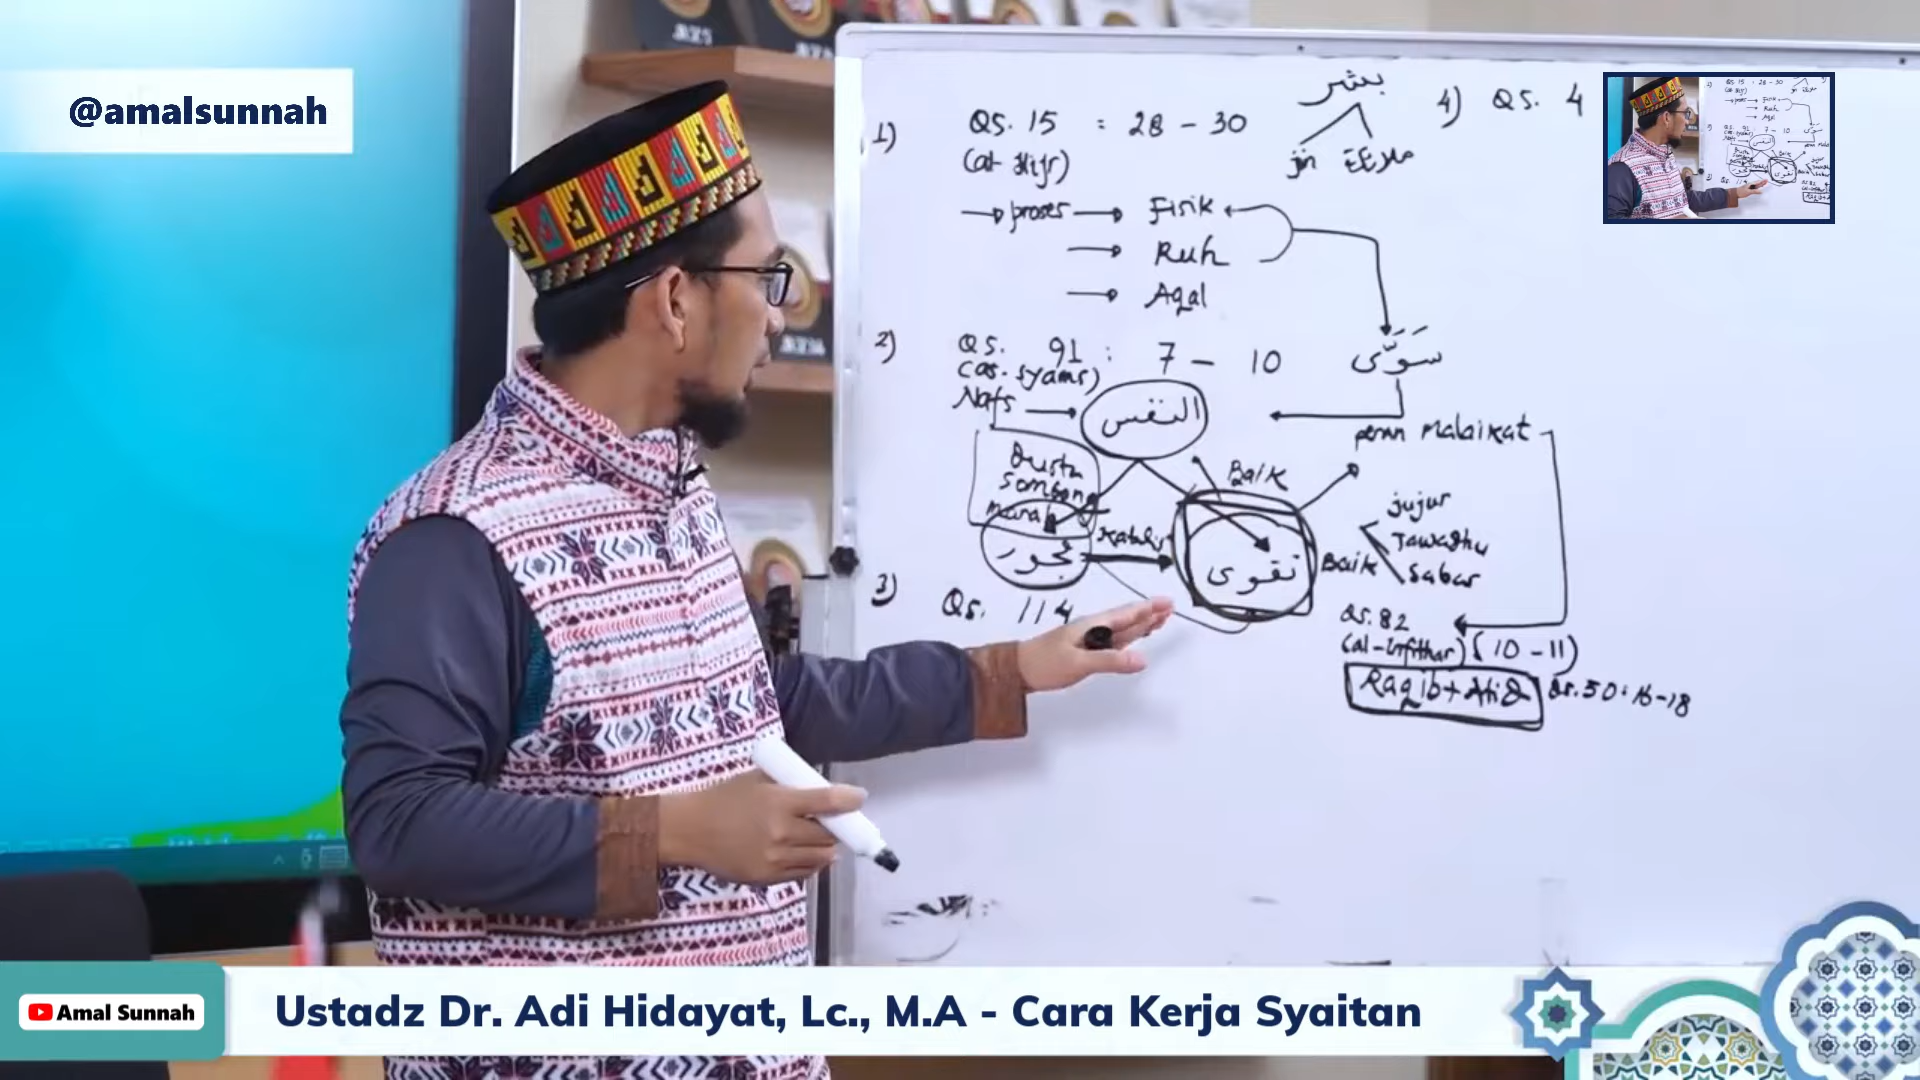 @amalsunnah
1) QS. 15 : 28 - 30
(al-Hijr)
بشر
jin ملائكة
4) QS. 4
proses Fisik
Ruh
Aqal
2) QS. 91 : 7 - 10
(as-syams)
سَوَّى
Nafs
النفس
peran Malaikat
Dusta
Sombong
marah
Baik
فجور
تقوى
Baik
jujur
Tawadhu
Sabar
3) QS. 114
QS. 82
(al-Infithar) (10 - 11)
Raqib + Atid QS. 50 : 16-18
Amal Sunnah
Ustadz Dr. Adi Hidayat, Lc., M.A - Cara Kerja Syaitan